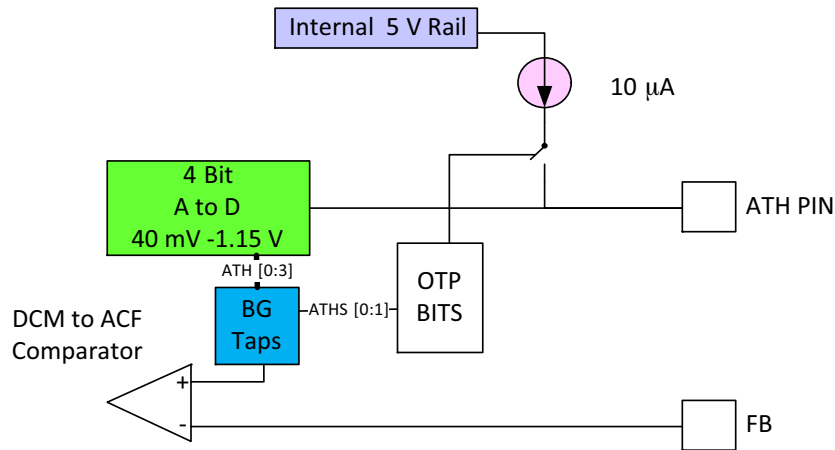 Internal 5 V Rail
10 μA
4 Bit
A to D
40 mV -1.15 V
ATH PIN
ATH [0:3]
OTP
BITS
BG
Taps
ATHS [0:1]
DCM to ACF
Comparator
+
-
FB